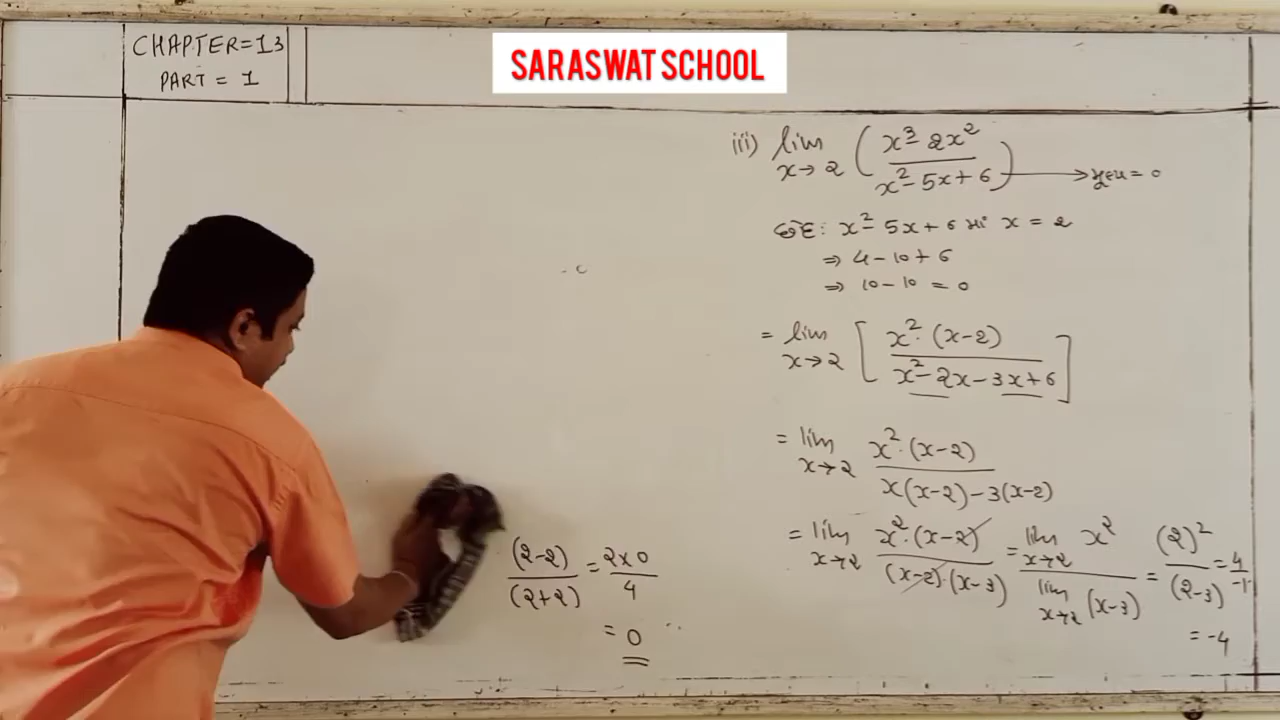 CHAPTER=13
PART = 1
SARASWAT SCHOOL
(2-2)/(2+2) = 2×0/4
= 0
iii) lim x→2 (x³-2x²/x²-5x+6) → = 0
x²-5x+6 x = 2
⇒ 4-10+6
⇒ 10-10 = 0
= lim x→2 [x²·(x-2)/x²-2x-3x+6]
= lim x→2 x²·(x-2)/x(x-2)-3(x-2)
= lim x→2 x²·(x-2)/(x-2)·(x-3) = lim x→2 x²/lim x→2 (x-3) = (2)²/(2-3) = 4/-1
= -4